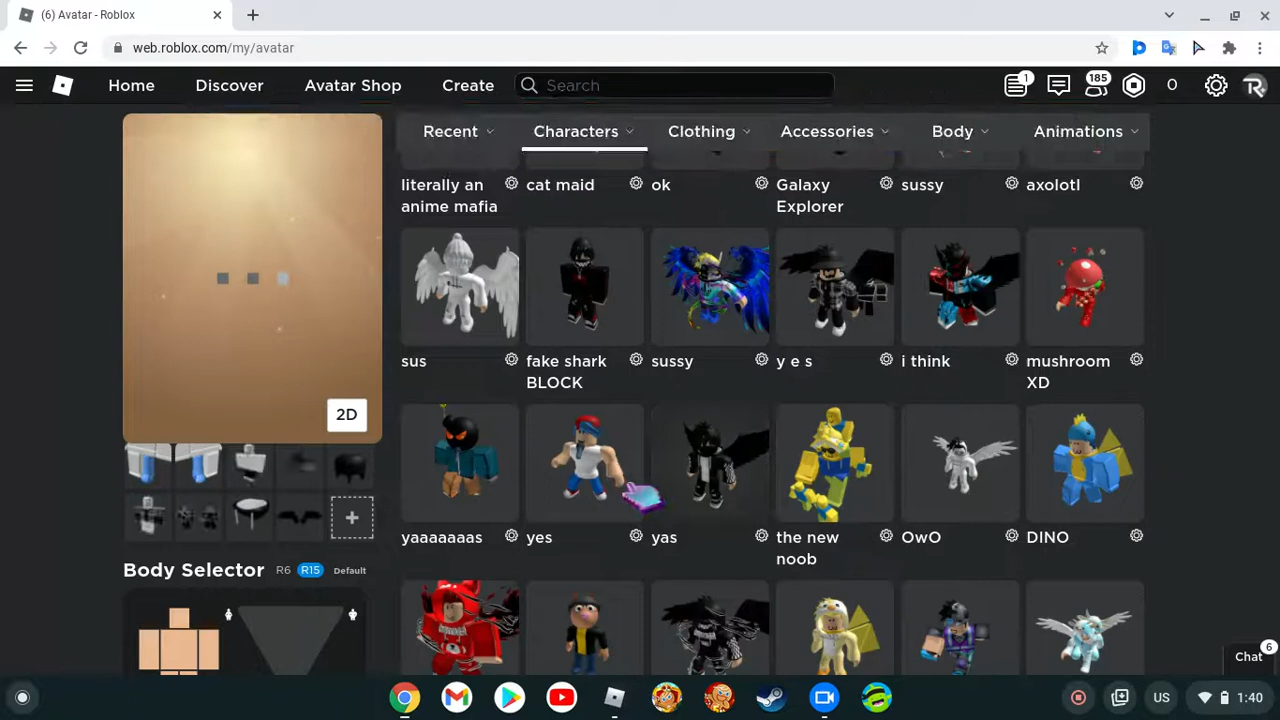 (6) Avatar - Roblox
web.roblox.com/my/avatar
Home Discover Avatar Shop Create Search 1 185 0
Recent Characters Clothing Accessories Body Animations
literally an anime mafia
cat maid
ok
Galaxy Explorer
sussy
axolotl
sus
fake shark BLOCK
sussy
y e s
i think
mushroom XD
2D
yaaaaaaas
yes
yas
the new noob
OwO
DINO
Body Selector R6 R15 Default
Chat 6
US 1:40